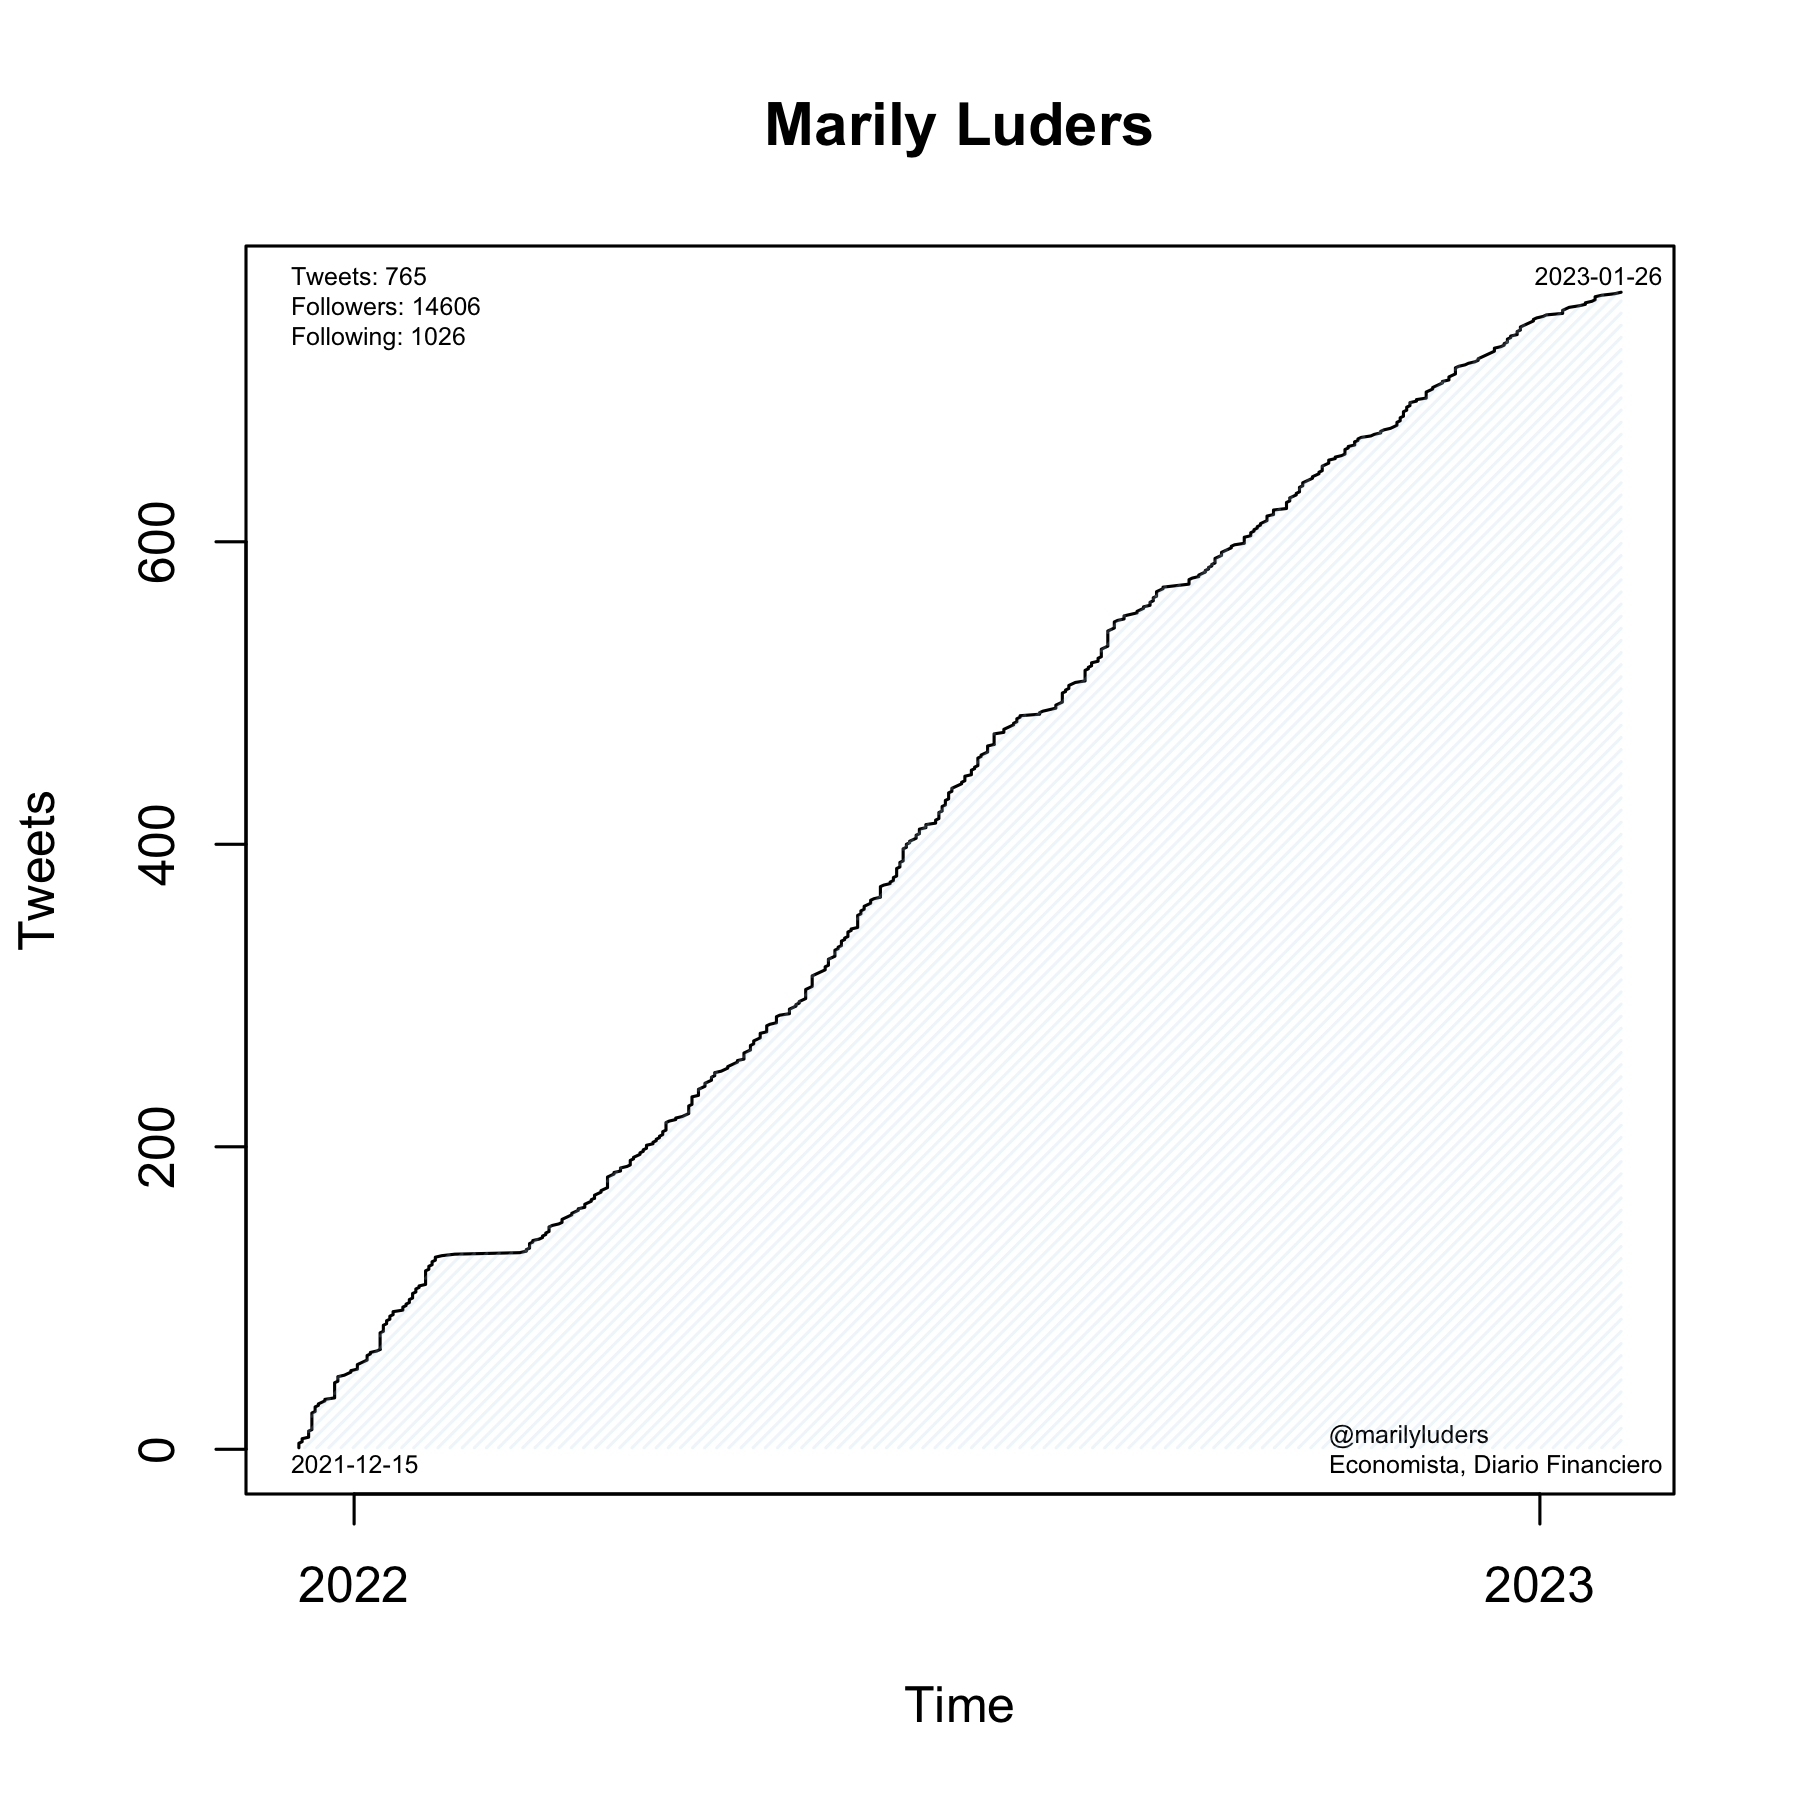 Marily Luders
Tweets: 765
Followers: 14606
Following: 1026
2023-01-26
600
400
200
0
Tweets
@marilyluders
2021-12-15
Economista, Diario Financiero
2022
2023
Time